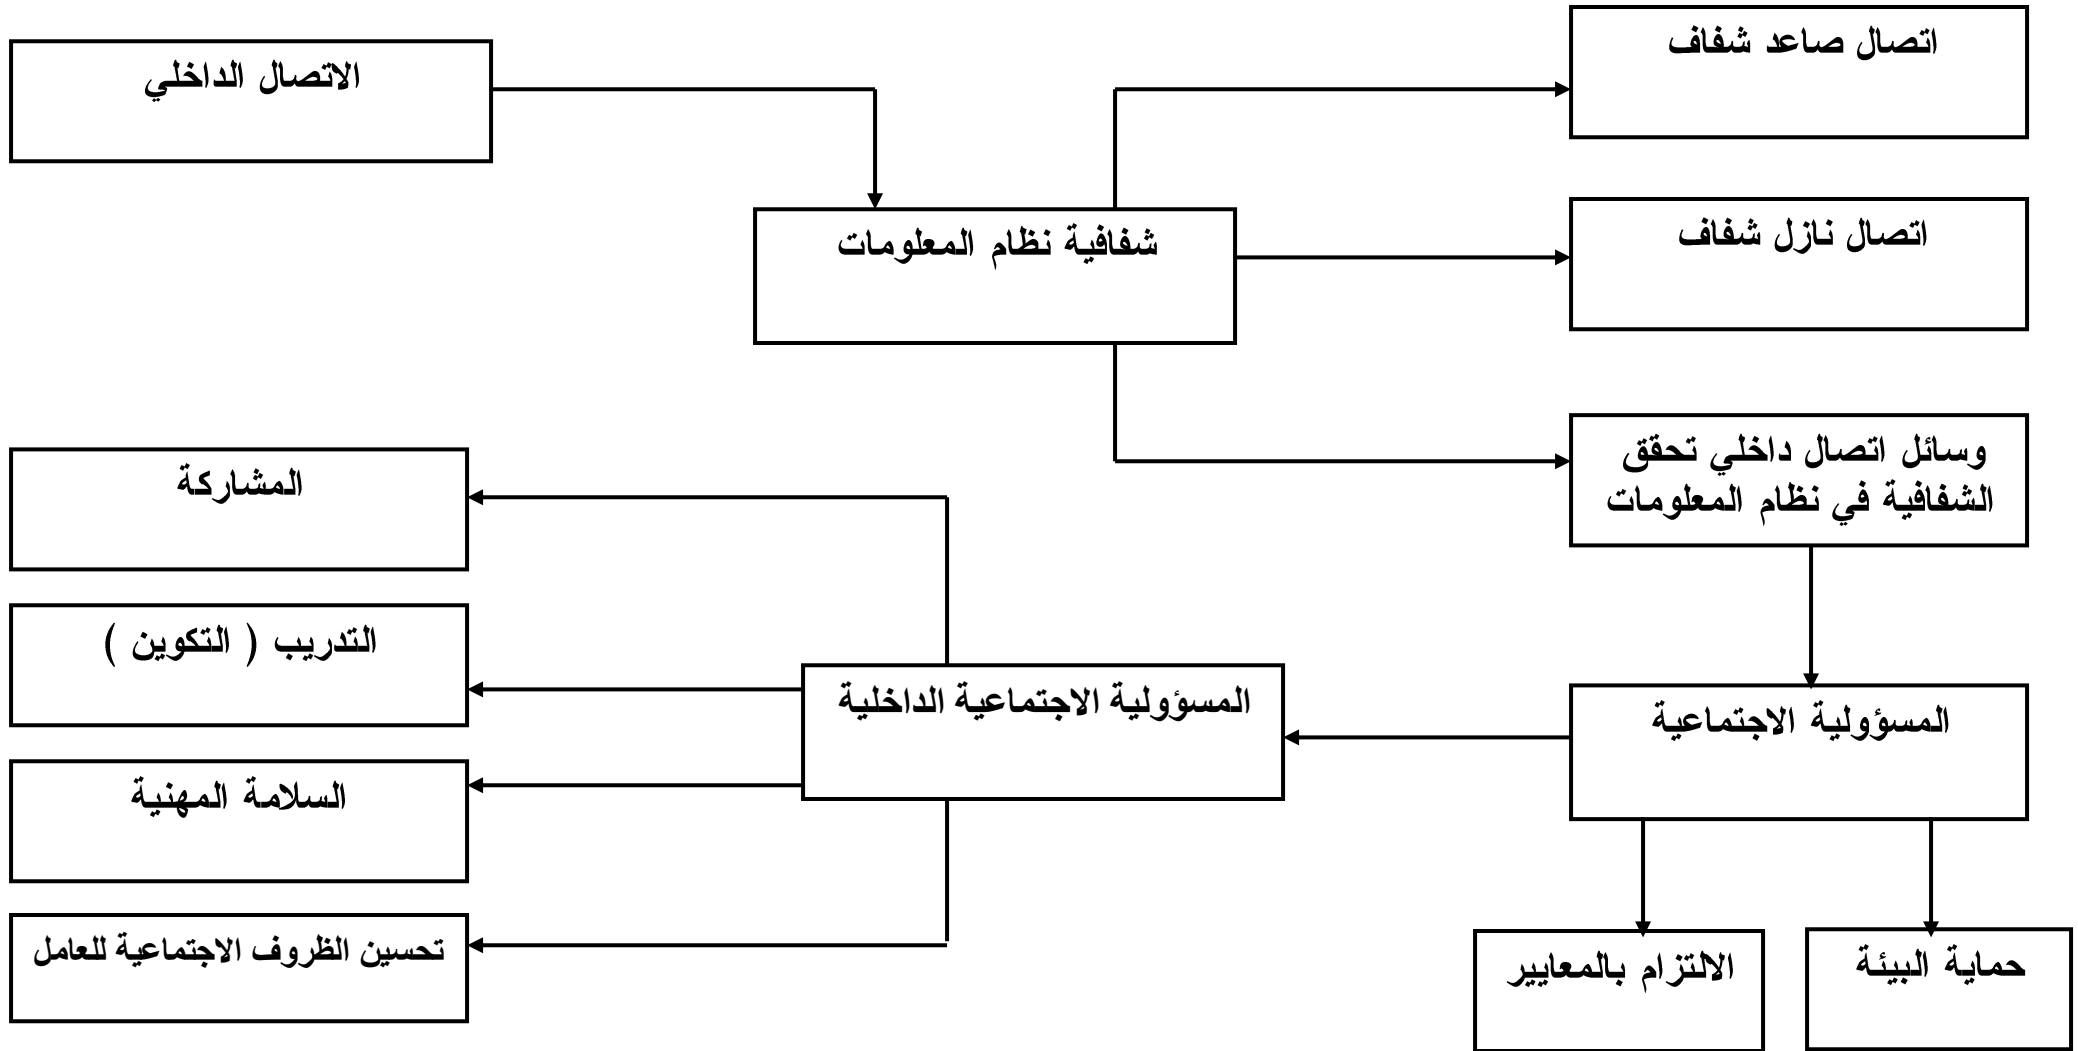 الاتصال الداخلي
اتصال صاعد شفاف
شفافية نظام المعلومات
اتصال نازل شفاف
وسائل اتصال داخلي تحقق
الشفافية في نظام المعلومات
المشاركة
التدريب ( التكوين )
المسؤولية الاجتماعية الداخلية
المسؤولية الاجتماعية
السلامة المهنية
تحسين الظروف الاجتماعية للعامل
الالتزام بالمعايير
حماية البيئة